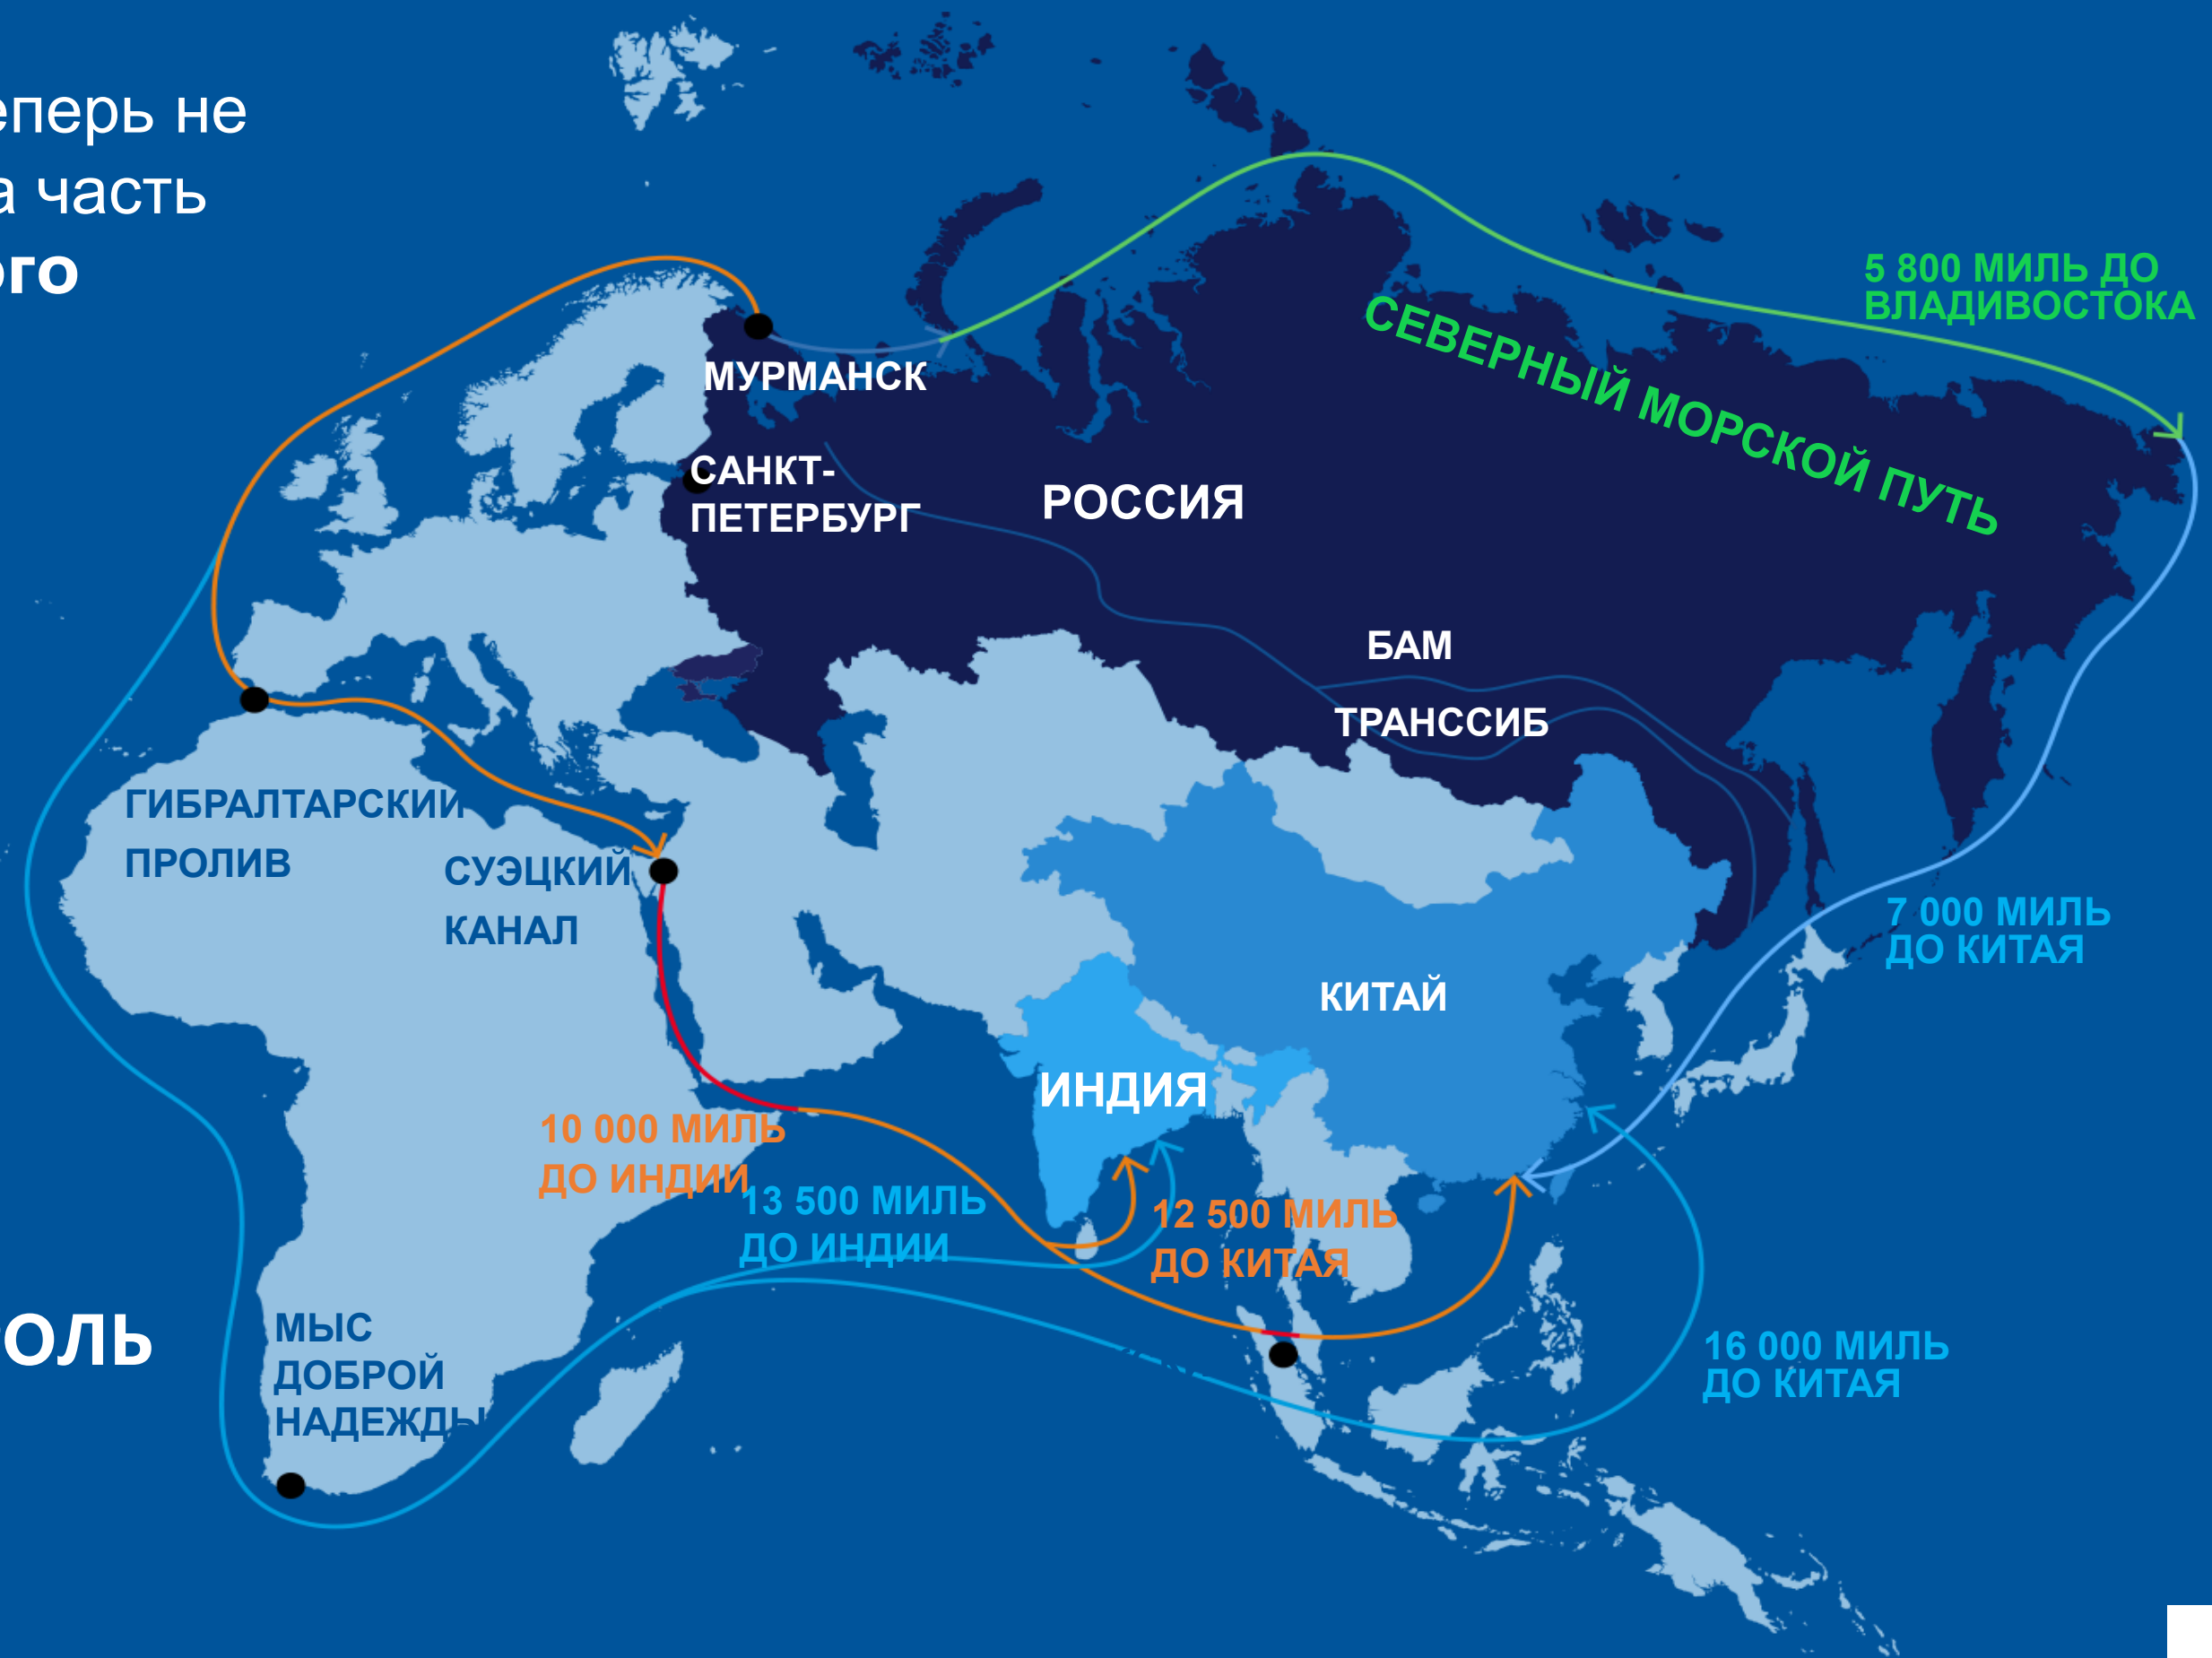 еперь не
а часть
ого
5 800 МИЛЬ ДО
ВЛАДИВОСТОКА
СЕВЕРНЫЙ МОРСКОЙ ПУТЬ
МУРМАНСК
САНКТ-
ПЕТЕРБУРГ
РОССИЯ
БАМ
ТРАНССИБ
ГИБРАЛТАРСКИЙ
ПРОЛИВ
СУЭЦКИЙ
КАНАЛ
7 000 МИЛЬ
ДО КИТАЯ
КИТАЙ
ИНДИЯ
10 000 МИЛЬ
ДО ИНДИИ
13 500 МИЛЬ
ДО ИНДИИ
12 500 МИЛЬ
ДО КИТАЯ
МЫС
ДОБРОЙ
НАДЕЖДЫ
ОЛЬ
16 000 МИЛЬ
ДО КИТАЯ